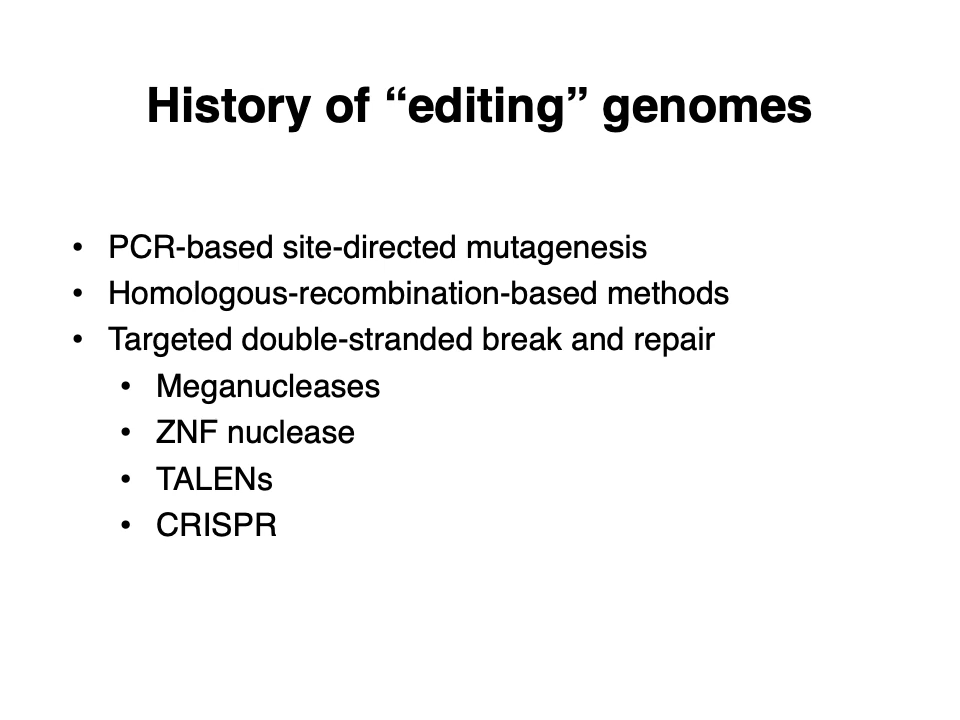 History of “editing” genomes
• PCR-based site-directed mutagenesis
• Homologous-recombination-based methods
• Targeted double-stranded break and repair
• Meganucleases
• ZNF nuclease
• TALENs
• CRISPR